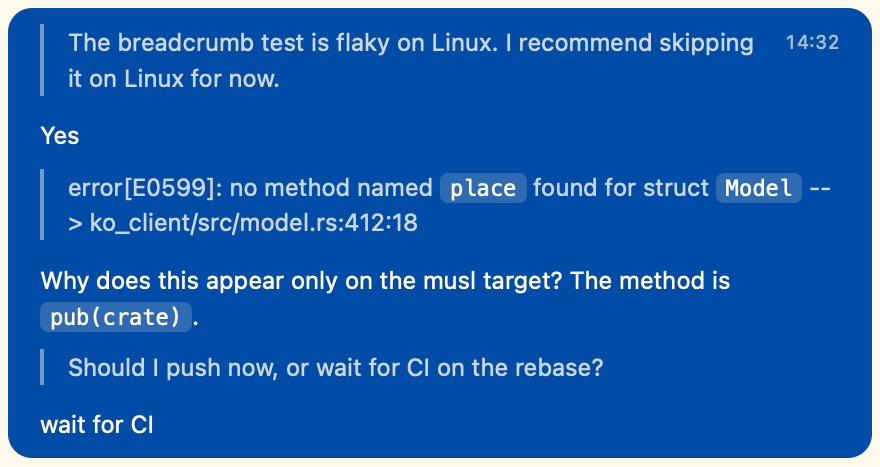 The breadcrumb test is flaky on Linux. I recommend skipping 14:32
it on Linux for now.
Yes
error[E0599]: no method named place found for struct Model --
> ko_client/src/model.rs:412:18
Why does this appear only on the musl target? The method is
pub(crate).
Should I push now, or wait for CI on the rebase?
wait for CI